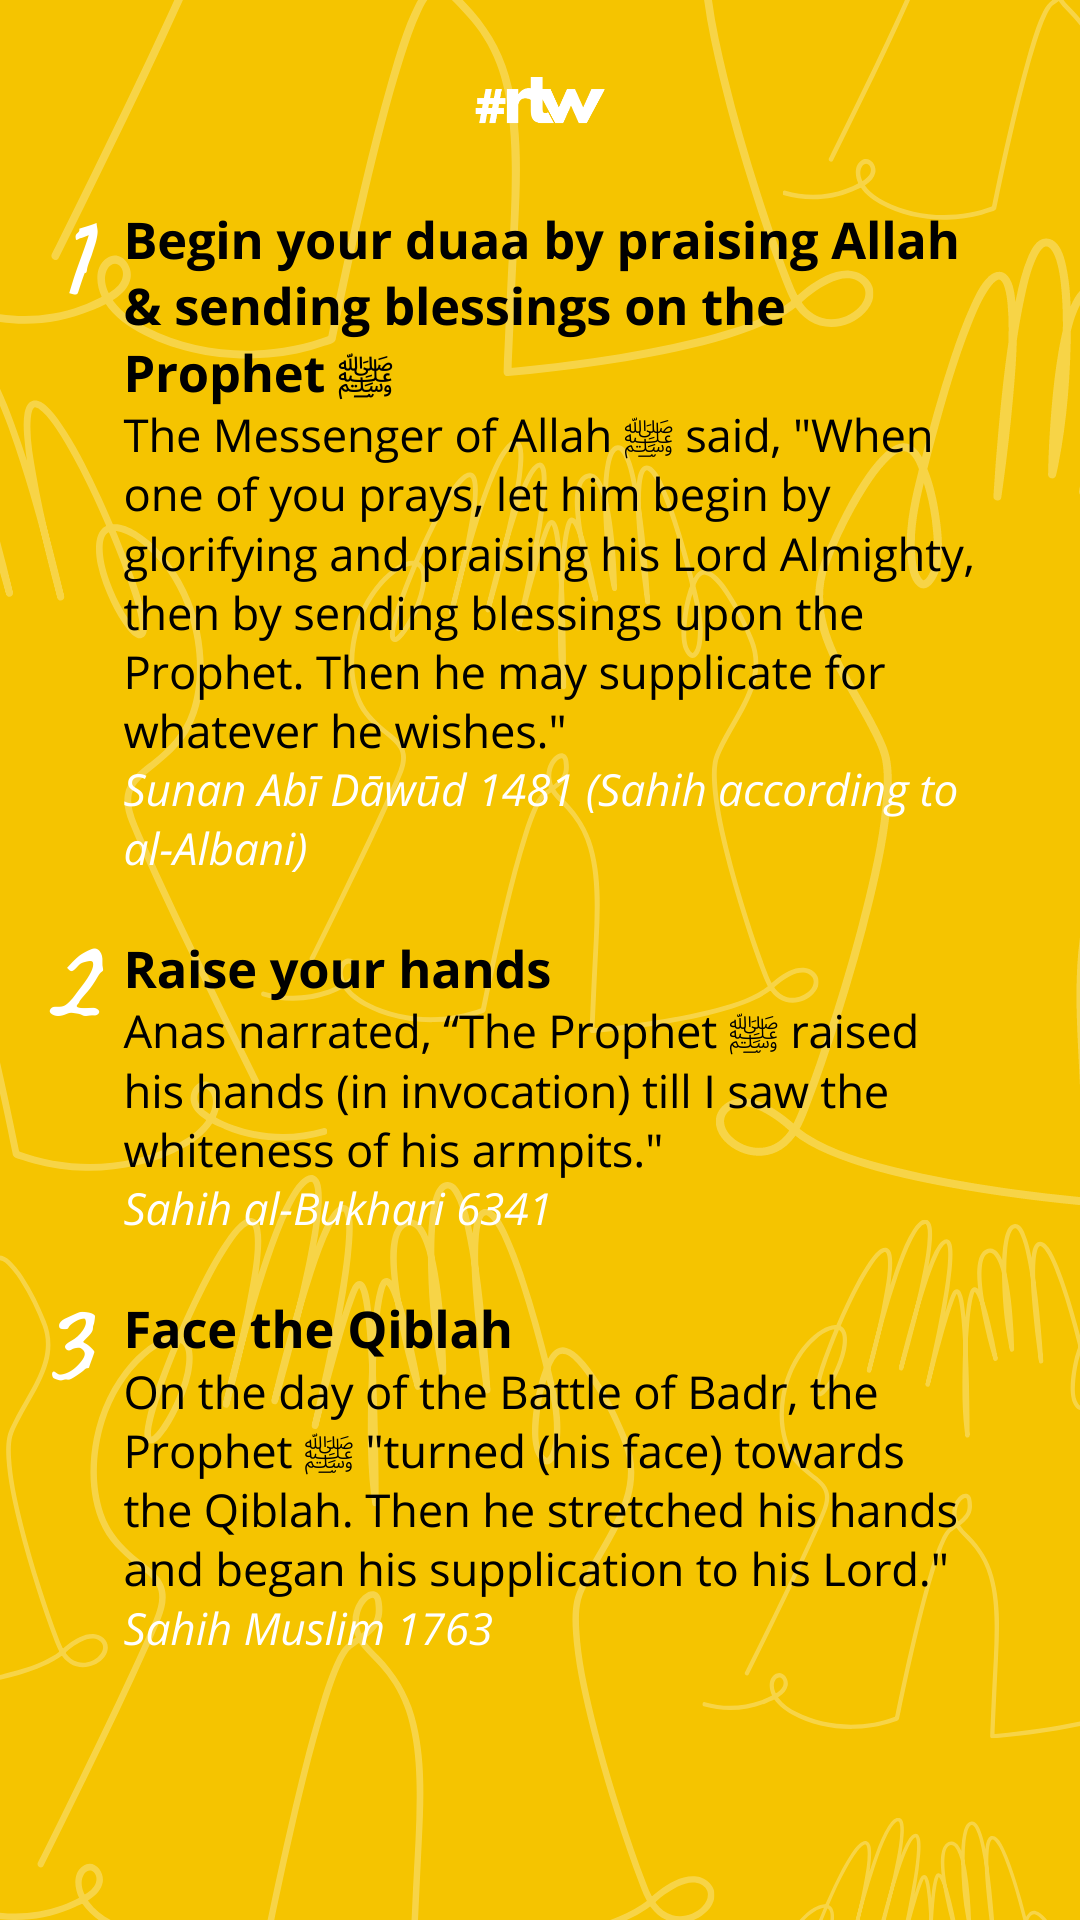 #rtw
1 Begin your duaa by praising Allah
& sending blessings on the
Prophet ﷺ
The Messenger of Allah ﷺ said, "When
one of you prays, let him begin by
glorifying and praising his Lord Almighty,
then by sending blessings upon the
Prophet. Then he may supplicate for
whatever he wishes."
Sunan Abī Dāwūd 1481 (Sahih according to
al-Albani)
2 Raise your hands
Anas narrated, “The Prophet ﷺ raised
his hands (in invocation) till I saw the
whiteness of his armpits."
Sahih al-Bukhari 6341
3 Face the Qiblah
On the day of the Battle of Badr, the
Prophet ﷺ "turned (his face) towards
the Qiblah. Then he stretched his hands
and began his supplication to his Lord."
Sahih Muslim 1763